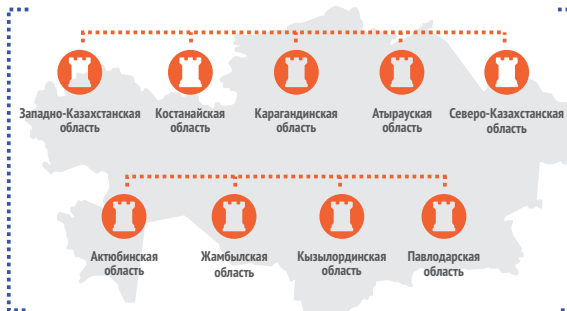 Западно-Казахстанская
область
Костанайская
область
Карагандинская
область
Атырауская
область
Северо-Казахстанская
область
Актюбинская
область
Жамбылская
область
Кызылординская
область
Павлодарская
область